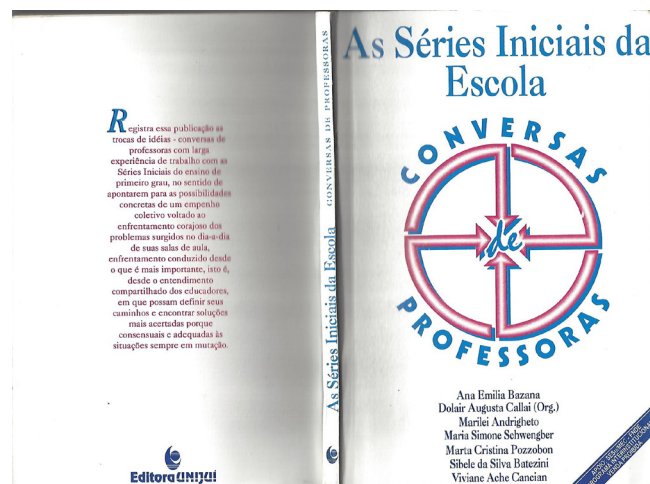 Registra essa publicação as
trocas de idéias - conversas de
professoras com larga
experiência de trabalho com as
Séries Iniciais do ensino de
primeiro grau, no sentido de
apontarem para as possibilidades
concretas de um empenho
coletivo voltado ao
enfrentamento corajoso dos
problemas surgidos no dia-a-dia
de suas salas de aula,
enfrentamento conduzido desde
o que é mais importante, isto é,
desde o entendimento
compartilhado dos educadores,
em que possam definir seus
caminhos e encontrar soluções
mais acertadas porque
consensuais e adequadas às
situações sempre em mutação.
Editora UNIJUÍ
As Séries Iniciais da Escola CONVERSAS DE PROFESSORAS
As Séries Iniciais da
Escola
CONVERSAS
de
PROFESSORAS
Ana Emilia Bazana
Dolair Augusta Callai (Org.)
Marilei Andrigheto
Maria Simone Schwengber
Marta Cristina Pozzobon
Sibele da Silva Batezini
Viviane Ache Cancian
VENDA PROIBIDA